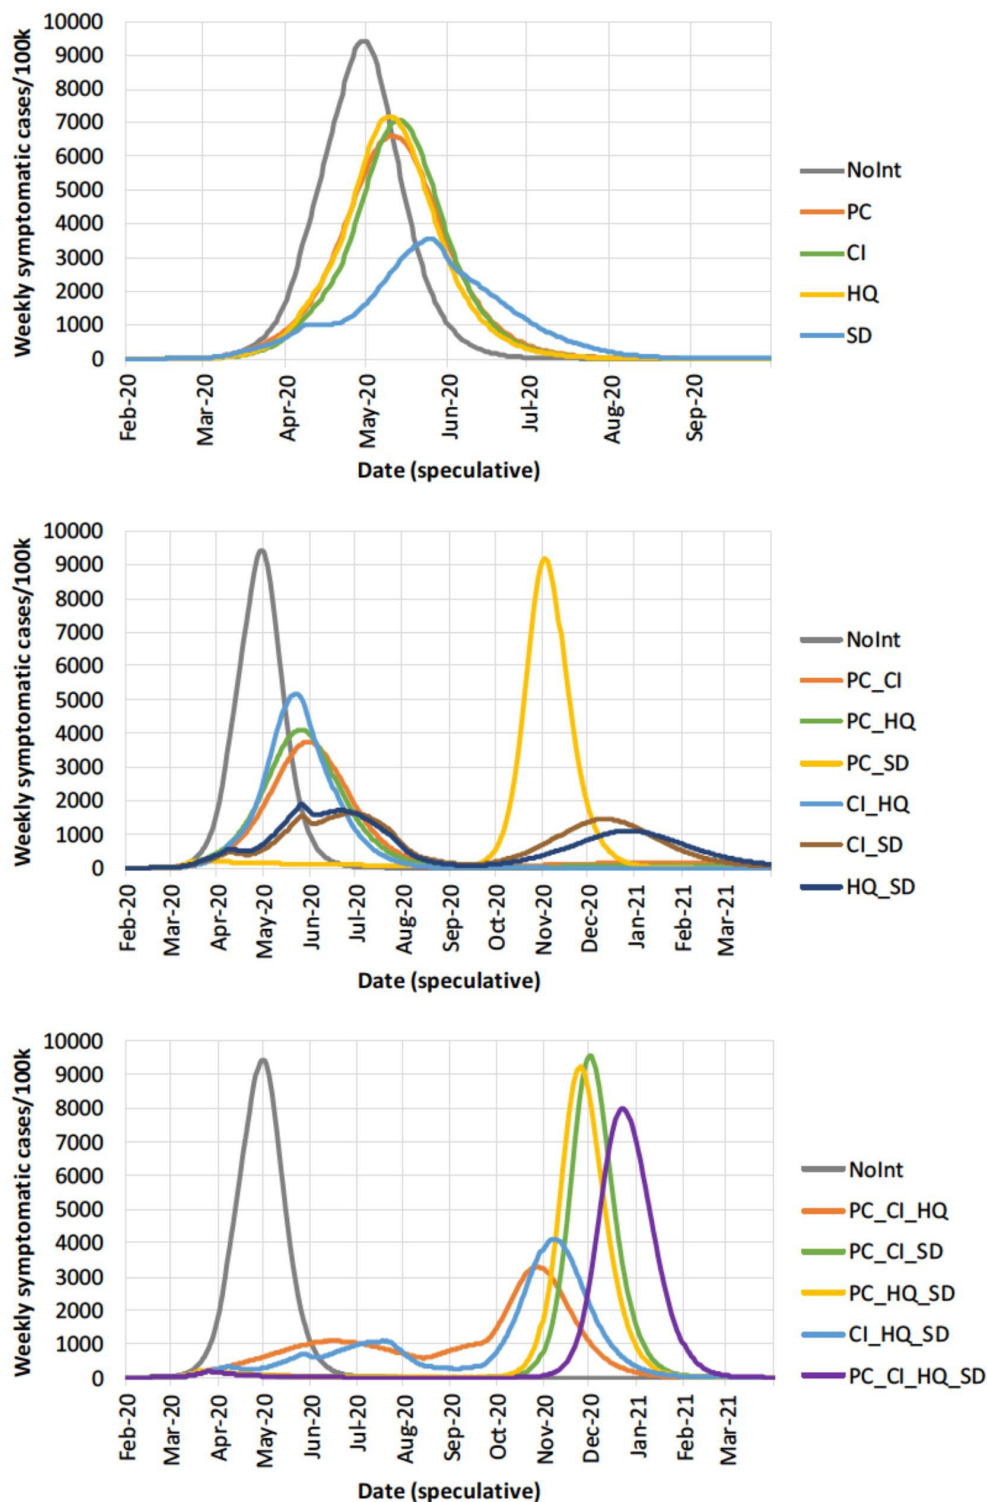 Weekly symptomatic cases/100k
10000
9000
8000
7000
6000
5000
4000
3000
2000
1000
0
Feb-20
Mar-20
Apr-20
May-20
Jun-20
Jul-20
Aug-20
Sep-20
Date (speculative)
NoInt
PC
CI
HQ
SD
Weekly symptomatic cases/100k
10000
9000
8000
7000
6000
5000
4000
3000
2000
1000
0
Feb-20
Mar-20
Apr-20
May-20
Jun-20
Jul-20
Aug-20
Sep-20
Oct-20
Nov-20
Dec-20
Jan-21
Feb-21
Mar-21
Date (speculative)
NoInt
PC_CI
PC_HQ
PC_SD
CI_HQ
CI_SD
HQ_SD
Weekly symptomatic cases/100k
10000
9000
8000
7000
6000
5000
4000
3000
2000
1000
0
Feb-20
Mar-20
Apr-20
May-20
Jun-20
Jul-20
Aug-20
Sep-20
Oct-20
Nov-20
Dec-20
Jan-21
Feb-21
Mar-21
Date (speculative)
NoInt
PC_CI_HQ
PC_CI_SD
PC_HQ_SD
CI_HQ_SD
PC_CI_HQ_SD